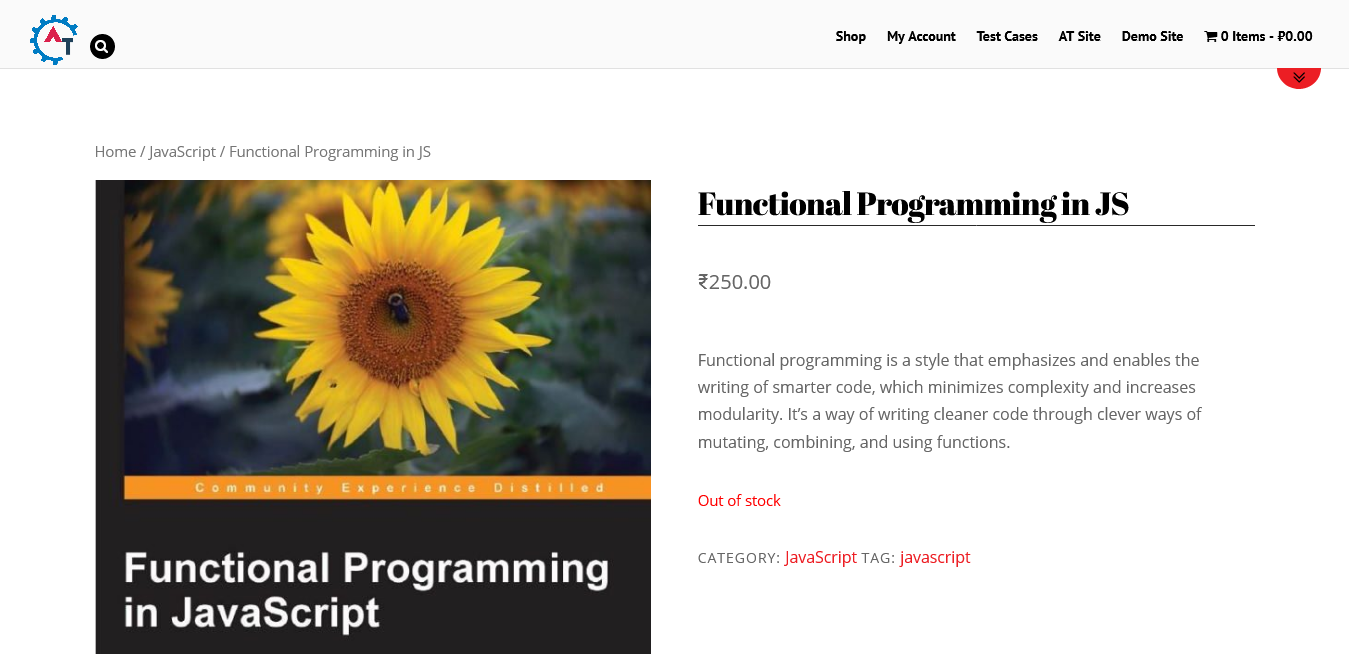 AT
Shop My Account Test Cases AT Site Demo Site 0 Items - ₽0.00
Home / JavaScript / Functional Programming in JS
Functional Programming in JS
₹250.00
Functional programming is a style that emphasizes and enables the
writing of smarter code, which minimizes complexity and increases
modularity. It’s a way of writing cleaner code through clever ways of
mutating, combining, and using functions.
Out of stock
CATEGORY: JavaScript TAG: javascript
Community Experience Distilled
Functional Programming
in JavaScript